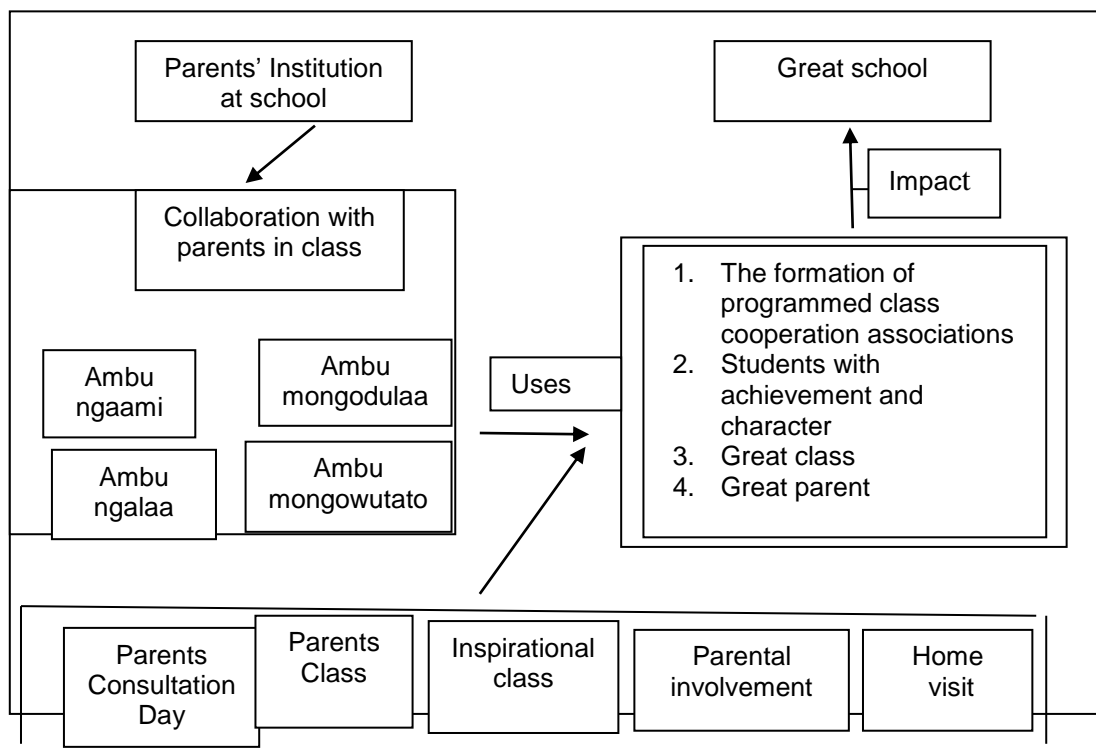 Parents’ Institution
at school
Great school
Impact
Collaboration with
parents in class
Ambu
ngaami
Ambu
mongodulaa
Ambu
ngalaa
Ambu
mongowutato
Uses
1. The formation of
programmed class
cooperation associations
2. Students with
achievement and
character
3. Great class
4. Great parent
Parents
Consultation
Day
Parents
Class
Inspirational
class
Parental
involvement
Home
visit